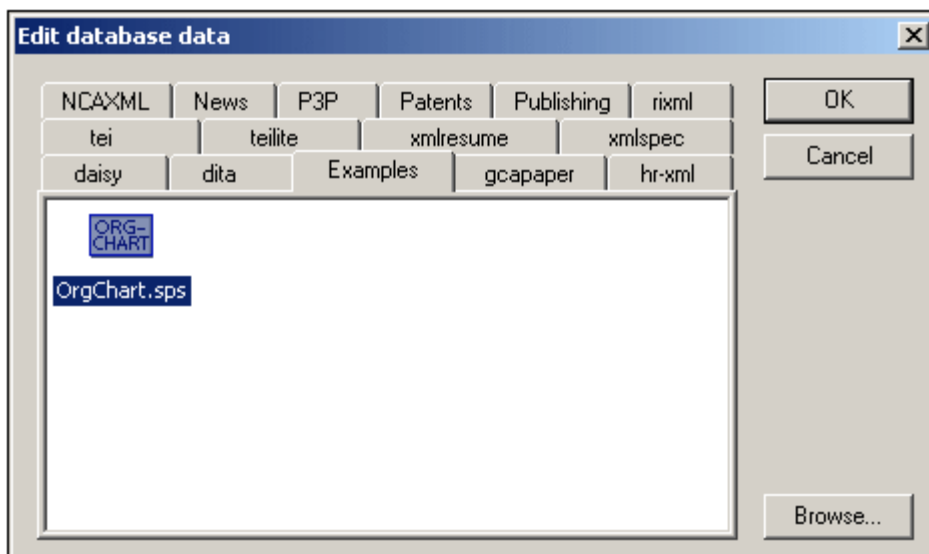 Edit database data
NCAXML News P3P Patents Publishing rixml
tei teilite xmlresume xmlspec
daisy dita Examples gcapaper hr-xml
OK
Cancel
ORG-
CHART
OrgChart.sps
Browse...